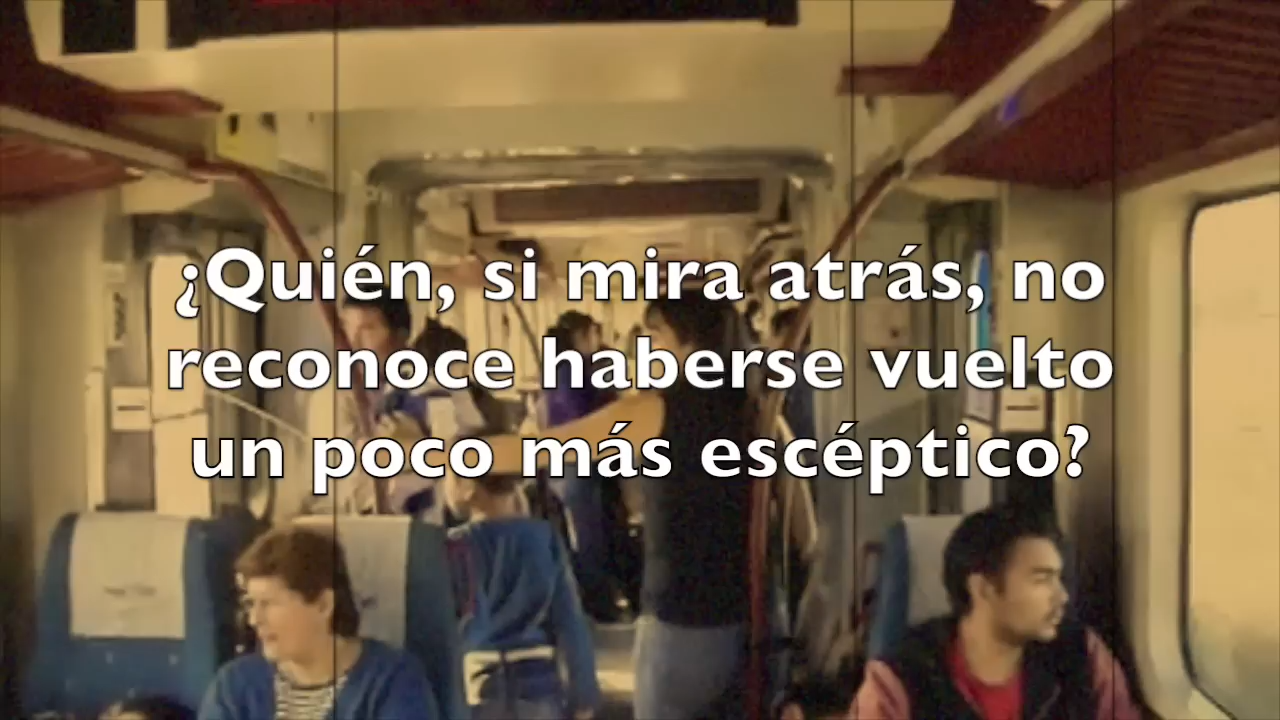 ¿Quién, si mira atrás, no
reconoce haberse vuelto
un poco más escéptico?